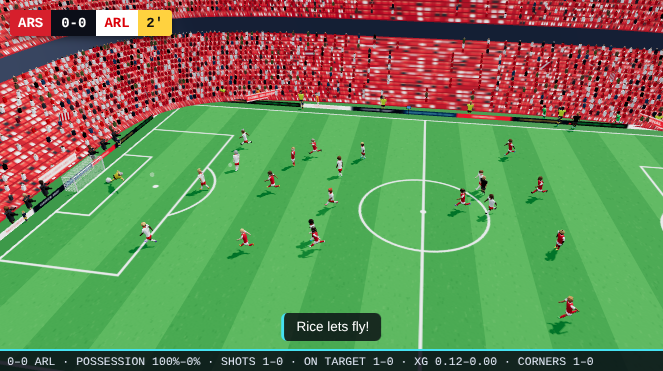 ARS 0-0 ARL 2'
Rice lets fly!
0-0 ARL · POSSESSION 100%-0% · SHOTS 1-0 · ON TARGET 1-0 · XG 0.12-0.00 · CORNERS 1-0